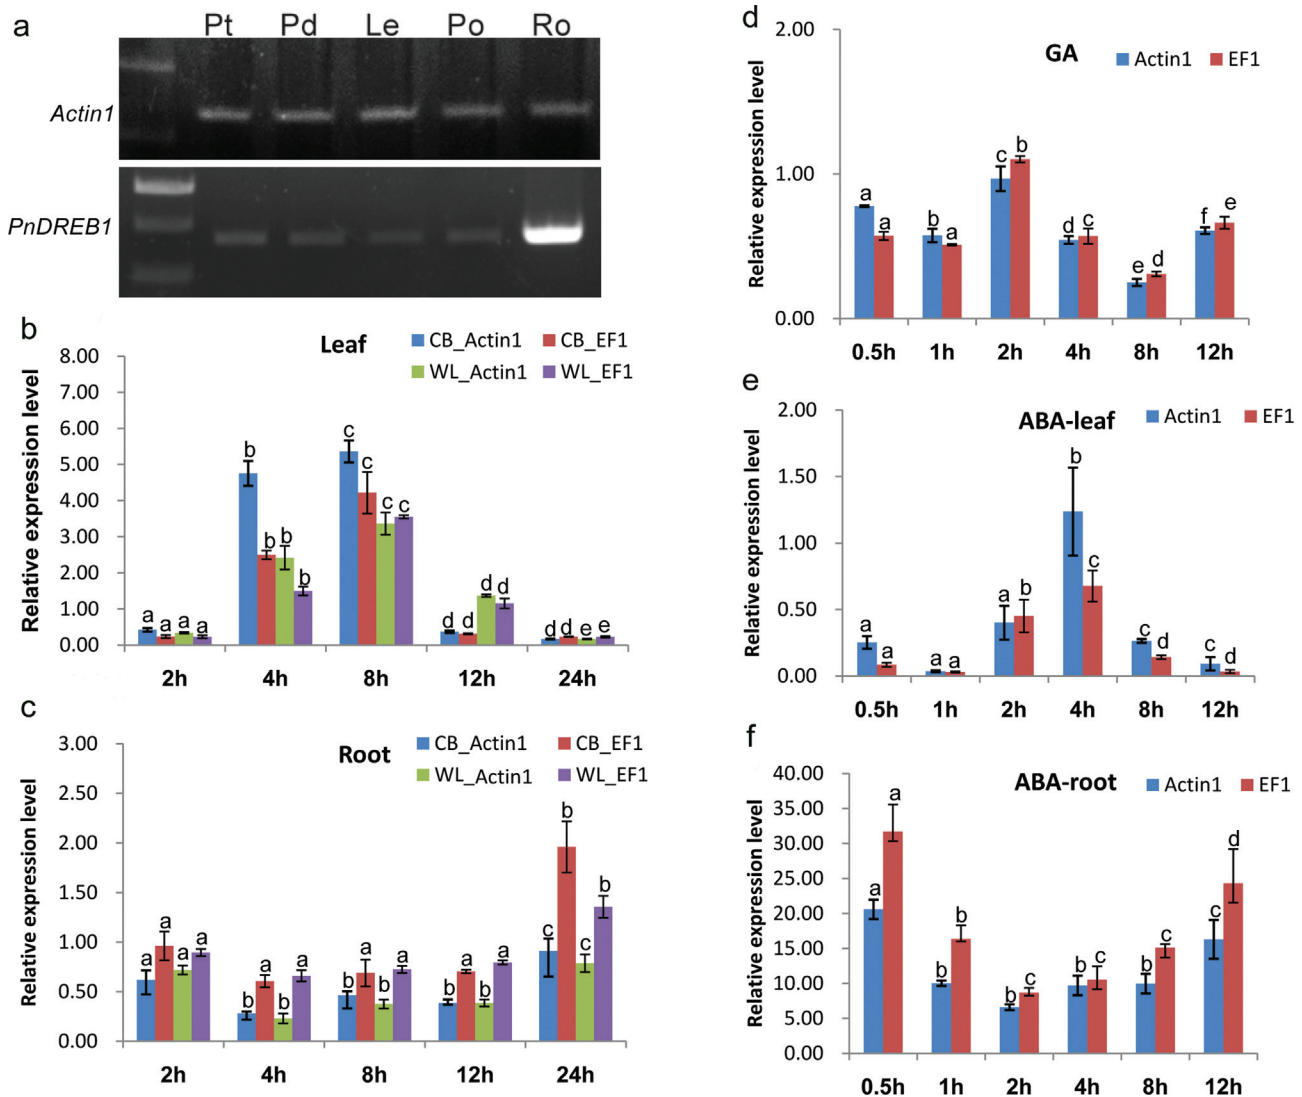 a
Pt Pd Le Po Ro
Actin1
PnDREB1
b
Leaf
CB_Actin1 CB_EF1
WL_Actin1 WL_EF1
Relative expression level
8.00
7.00
6.00
5.00
4.00
3.00
2.00
1.00
0.00
a a a a b b b b c c c c d d d d a a e e
2h 4h 8h 12h 24h
c
Root
CB_Actin1 CB_EF1
WL_Actin1 WL_EF1
Relative expression level
3.00
2.50
2.00
1.50
1.00
0.50
0.00
a a a a b a b a b a b a b a b a c b c b
2h 4h 8h 12h 24h
d
GA
Actin1 EF1
Relative expression level
2.00
1.00
0.00
a a b a c b d c e d f e
0.5h 1h 2h 4h 8h 12h
e
ABA-leaf
Actin1 EF1
Relative expression level
2.00
1.50
1.00
0.50
0.00
a a a a a b b c c d c d
0.5h 1h 2h 4h 8h 12h
f
ABA-root
Actin1 EF1
Relative expression level
40.00
35.00
30.00
25.00
20.00
15.00
10.00
5.00
0.00
a a b b b c b c b c c d
0.5h 1h 2h 4h 8h 12h